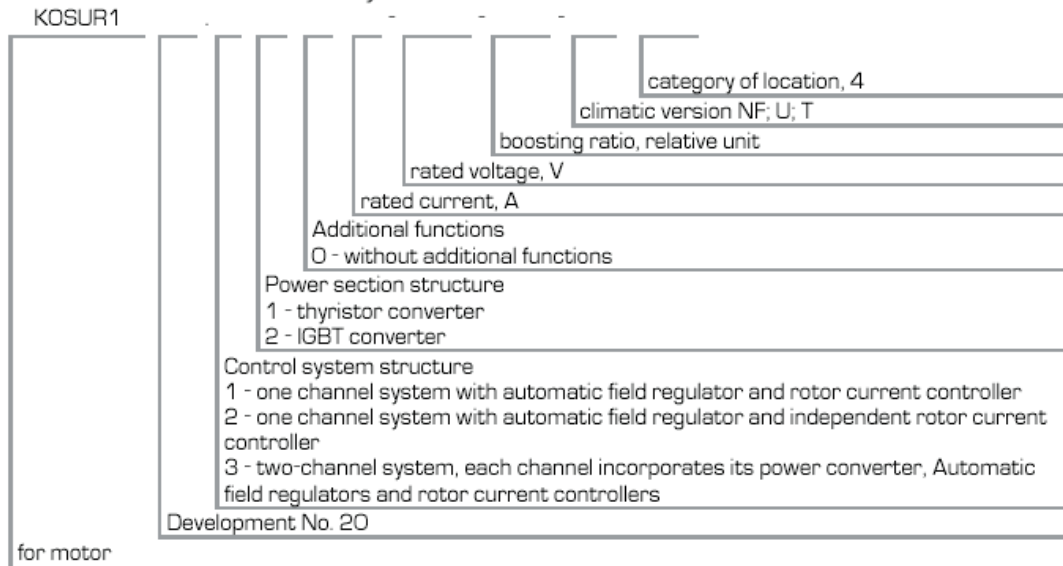 KOSUR1 . - - -
category of location, 4
climatic version NF; U; T
boosting ratio, relative unit
rated voltage, V
rated current, A
Additional functions
0 - without additional functions
Power section structure
1 - thyristor converter
2 - IGBT converter
Control system structure
1 - one channel system with automatic field regulator and rotor current controller
2 - one channel system with automatic field regulator and independent rotor current
controller
3 - two-channel system, each channel incorporates its power converter, Automatic
field regulators and rotor current controllers
Development No. 20
for motor